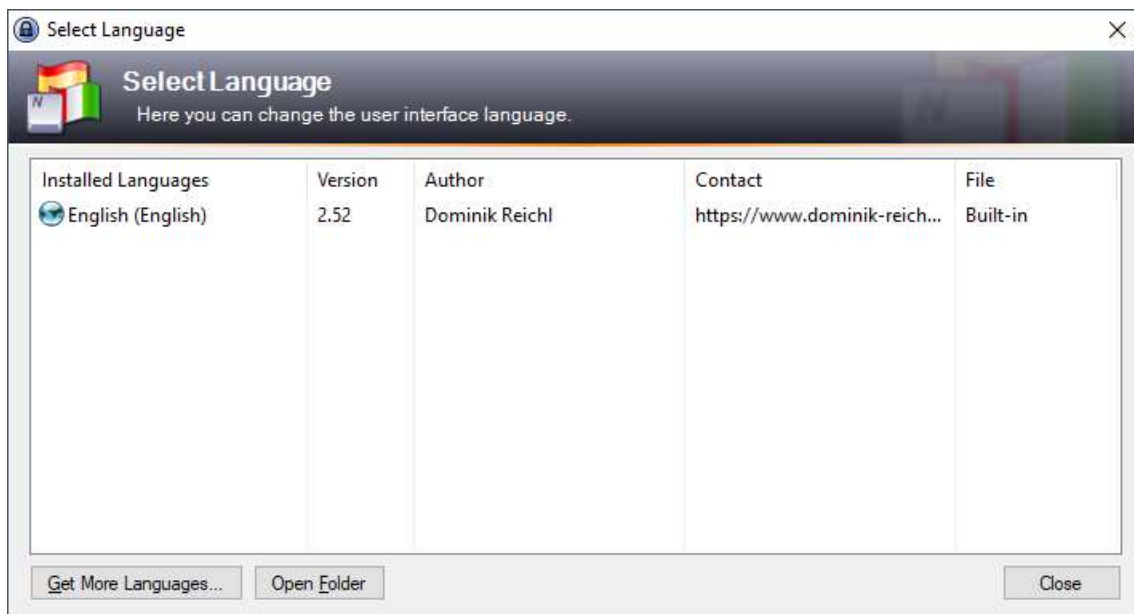 Select Language
Select Language
Here you can change the user interface language.
Installed Languages Version Author Contact File
English (English) 2.52 Dominik Reichl https://www.dominik-reich... Built-in
Get More Languages... Open Folder Close